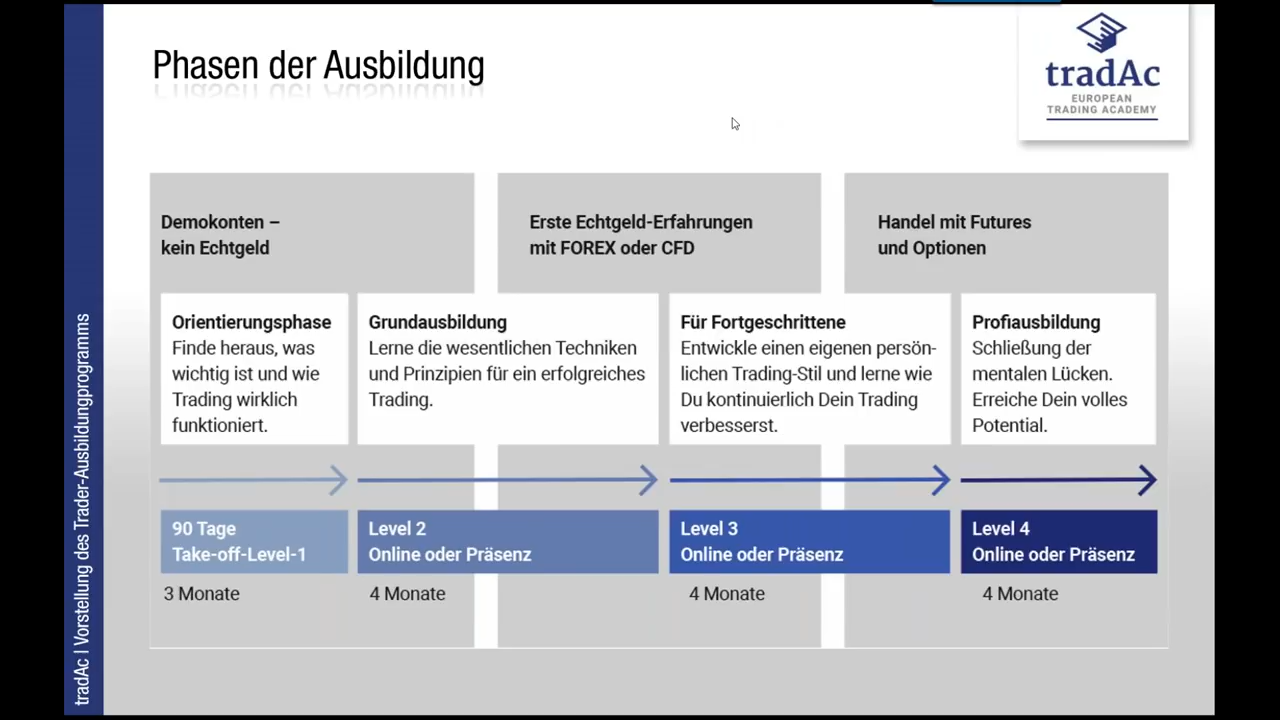 Phasen der Ausbildung
tradAc
EUROPEAN
TRADING ACADEMY
Demokonten –
kein Echtgeld
Erste Echtgeld-Erfahrungen
mit FOREX oder CFD
Handel mit Futures
und Optionen
Orientierungsphase
Finde heraus, was
wichtig ist und wie
Trading wirklich
funktioniert.
Grundausbildung
Lerne die wesentlichen Techniken
und Prinzipien für ein erfolgreiches
Trading.
Für Fortgeschrittene
Entwickle einen eigenen persön-
lichen Trading-Stil und lerne wie
Du kontinuierlich Dein Trading
verbesserst.
Profiausbildung
Schließung der
mentalen Lücken.
Erreiche Dein volles
Potential.
90 Tage
Take-off-Level-1
Level 2
Online oder Präsenz
Level 3
Online oder Präsenz
Level 4
Online oder Präsenz
3 Monate
4 Monate
4 Monate
4 Monate
tradAc | Vorstellung des Trader-Ausbildungprogramms